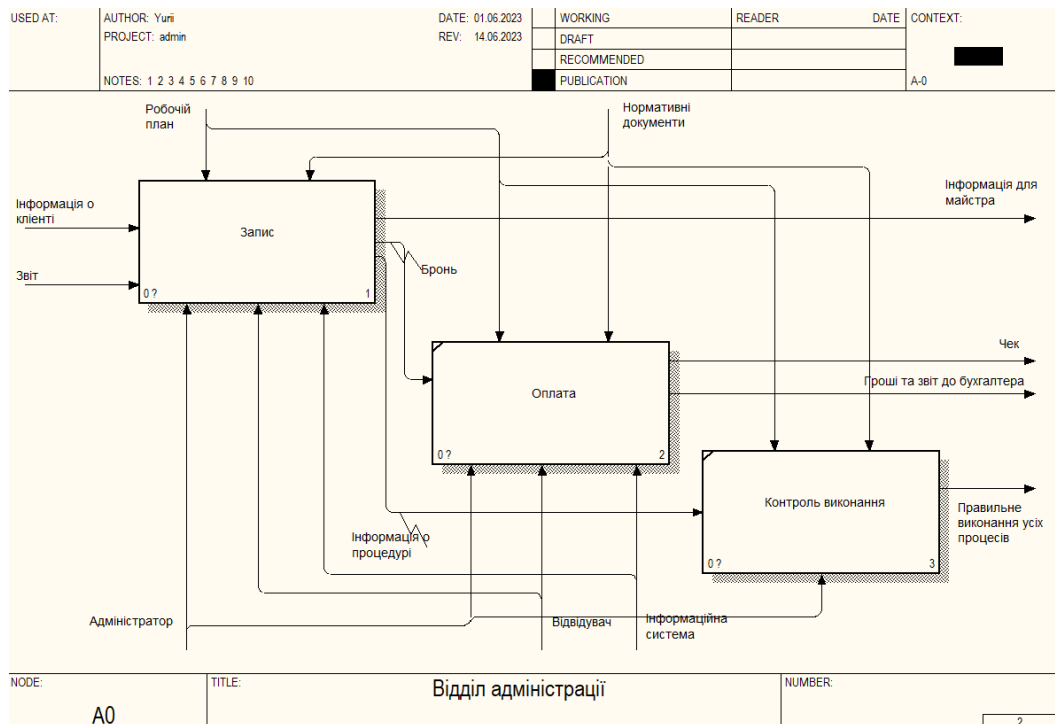 USED AT:
AUTHOR: Yurii
DATE: 01.06.2023
WORKING
READER
DATE
CONTEXT:
PROJECT: admin
REV: 14.06.2023
DRAFT
RECOMMENDED
NOTES: 1 2 3 4 5 6 7 8 9 10
PUBLICATION
A-0
Робочій
план
Нормативні
документи
Інформація о
клієнті
Запис
Інформація для
майстра
Звіт
0 ?
1
Бронь
Чек
Оплата
Гроші та звіт до бухгалтера
0 ?
2
Контроль виконання
Правильне
виконання усіх
процесів
Інформація о
процедурі
0 ?
3
Адміністратор
Відвідувач
Інформаційна
система
NODE:
TITLE:
Відділ адміністрації
NUMBER:
A0
2